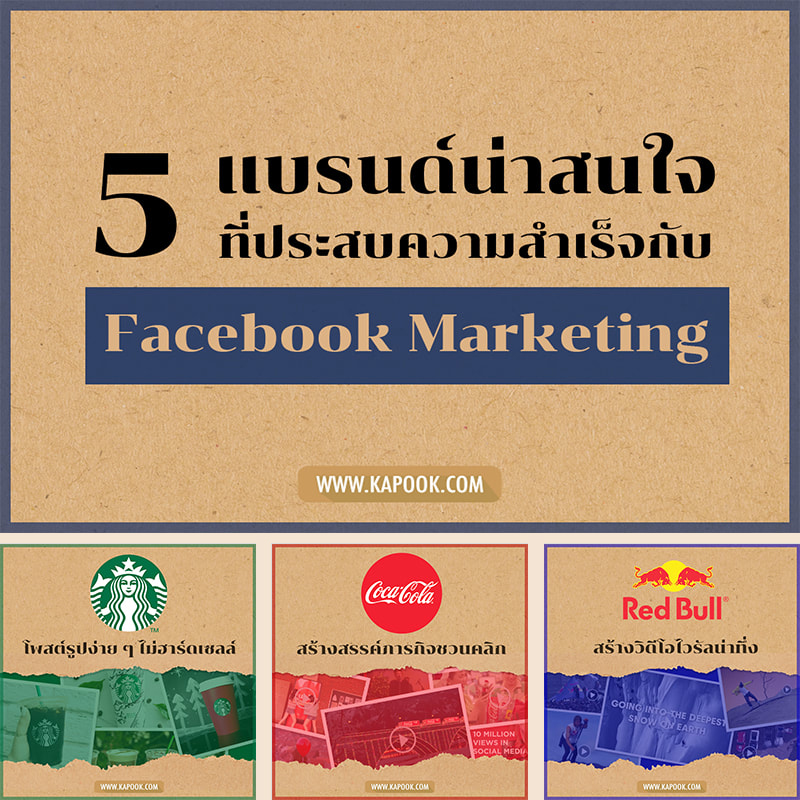 5 แบรนด์น่าสนใจ
ที่ประสบความสำเร็จกับ
Facebook Marketing
WWW.KAPOOK.COM
TM
โพสต์รูปง่าย ๆ ไม่ฮาร์ดเซลล์
WWW.KAPOOK.COM
Coca-Cola
สร้างสรรค์ภารกิจชวนคลิก
10 MILLION
VIEWS IN
SOCIAL MEDIA
WWW.KAPOOK.COM
Red Bull®
สร้างวิดีโอไวรัลน่าทึ่ง
GOING INTO THE DEEPEST
SNOW ON EARTH
WWW.KAPOOK.COM